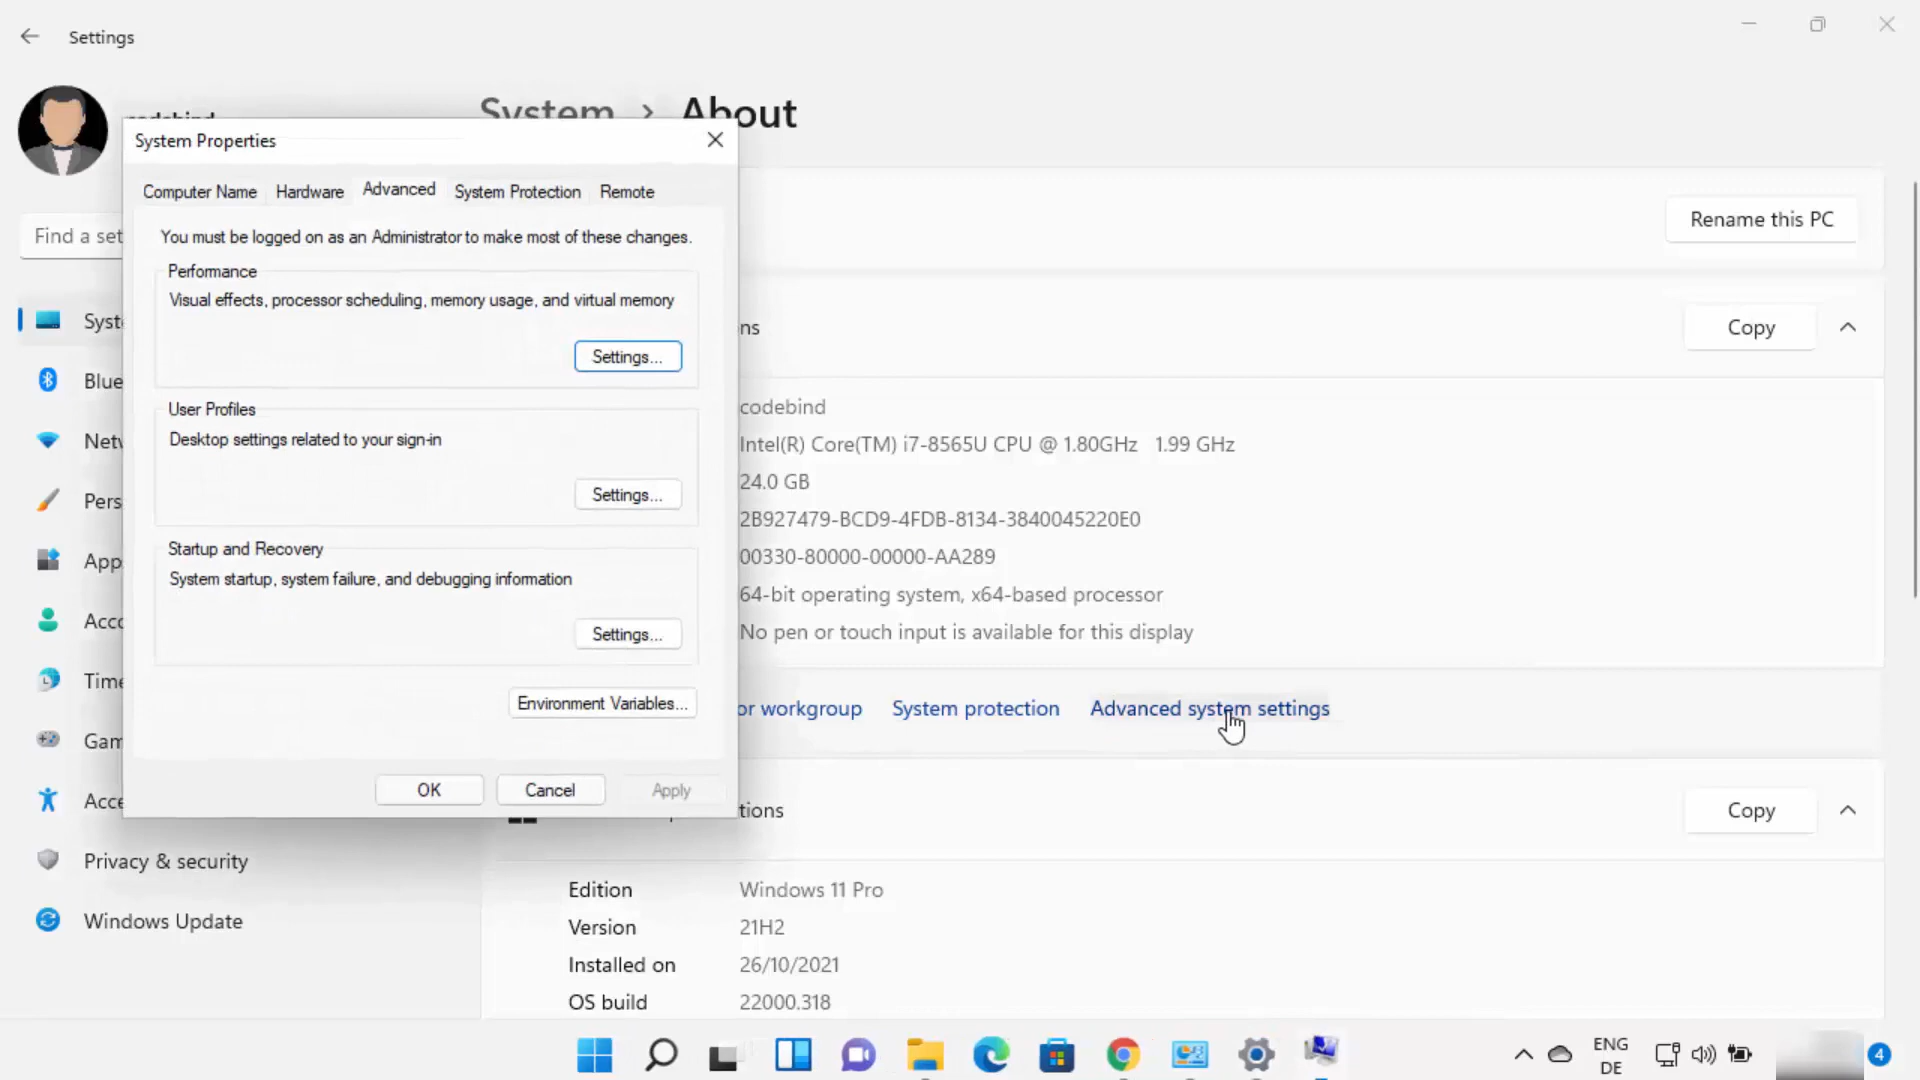 Settings
System > About
System Properties
Computer Name Hardware Advanced System Protection Remote
You must be logged on as an Administrator to make most of these changes.
Performance
Visual effects, processor scheduling, memory usage, and virtual memory
Settings...
User Profiles
Desktop settings related to your sign-in
Settings...
Startup and Recovery
System startup, system failure, and debugging information
Settings...
Environment Variables...
OK Cancel Apply
Find a set
Syste
Blue
Netw
Pers
Apps
Acco
Time
Gam
Acce
Privacy & security
Windows Update
Rename this PC
ns
Copy
codebind
Intel(R) Core(TM) i7-8565U CPU @ 1.80GHz 1.99 GHz
24.0 GB
2B927479-BCD9-4FDB-8134-3840045220E0
00330-80000-00000-AA289
64-bit operating system, x64-based processor
No pen or touch input is available for this display
or workgroup System protection Advanced system settings
tions
Copy
Edition Windows 11 Pro
Version 21H2
Installed on 26/10/2021
OS build 22000.318
ENG
DE
4